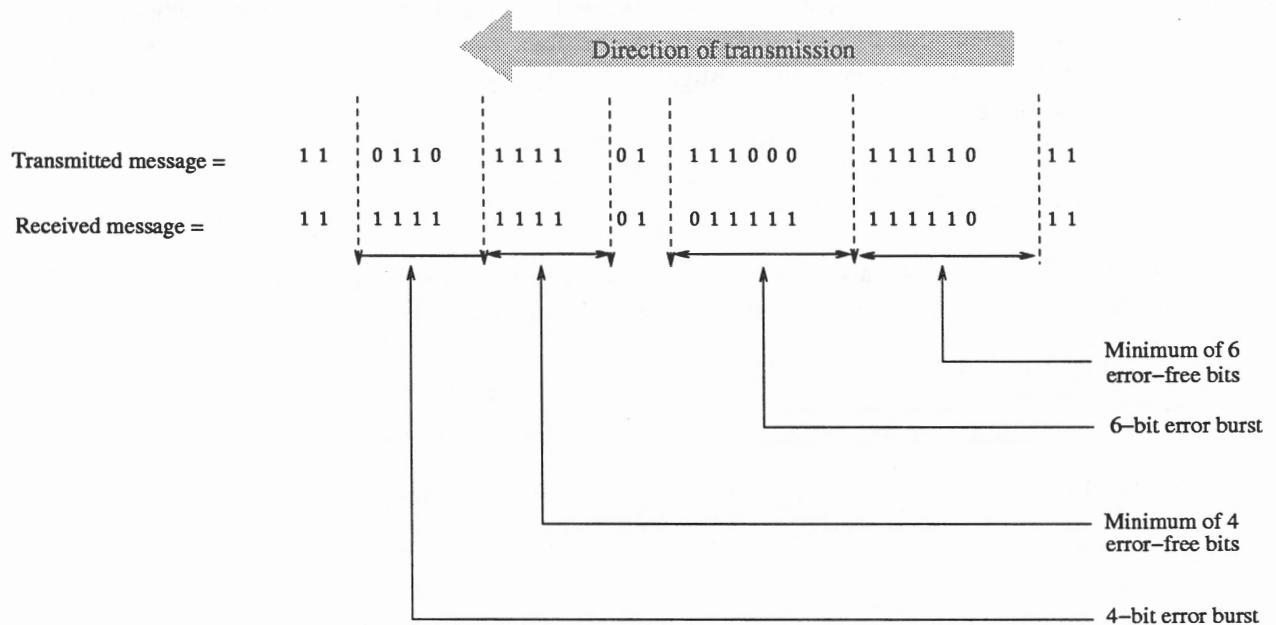 Direction of transmission
Transmitted message = 1 1 0 1 1 0 1 1 1 1 0 1 1 1 1 0 0 0 1 1 1 1 1 0 1 1
Received message = 1 1 1 1 1 1 1 1 1 1 0 1 0 1 1 1 1 1 1 1 1 1 1 0 1 1
Minimum of 6
error–free bits
6–bit error burst
Minimum of 4
error–free bits
4–bit error burst